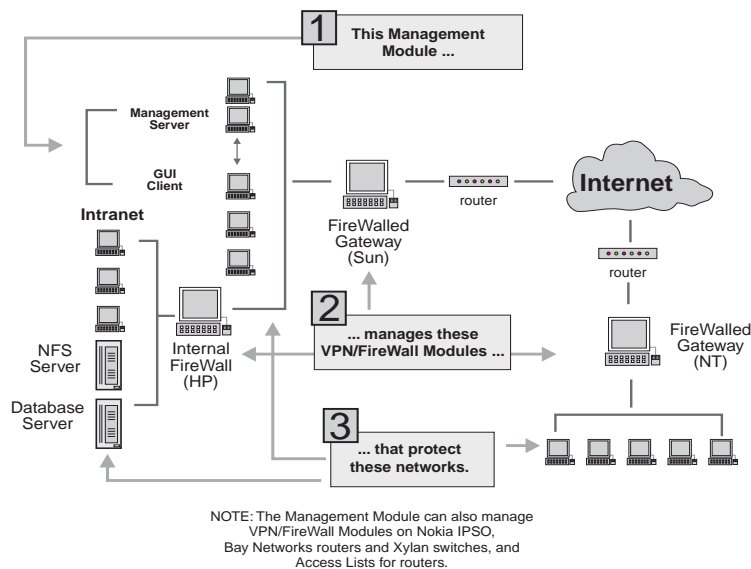 1
This Management
Module ...
Management
Server
GUI
Client
Intranet
NFS
Server
Database
Server
Internal
FireWall
(HP)
FireWalled
Gateway
(Sun)
router
Internet
router
FireWalled
Gateway
(NT)
2
... manages these
VPN/FireWall Modules ...
3
... that protect
these networks.
NOTE: The Management Module can also manage
VPN/FireWall Modules on Nokia IPSO,
Bay Networks routers and Xylan switches, and
Access Lists for routers.